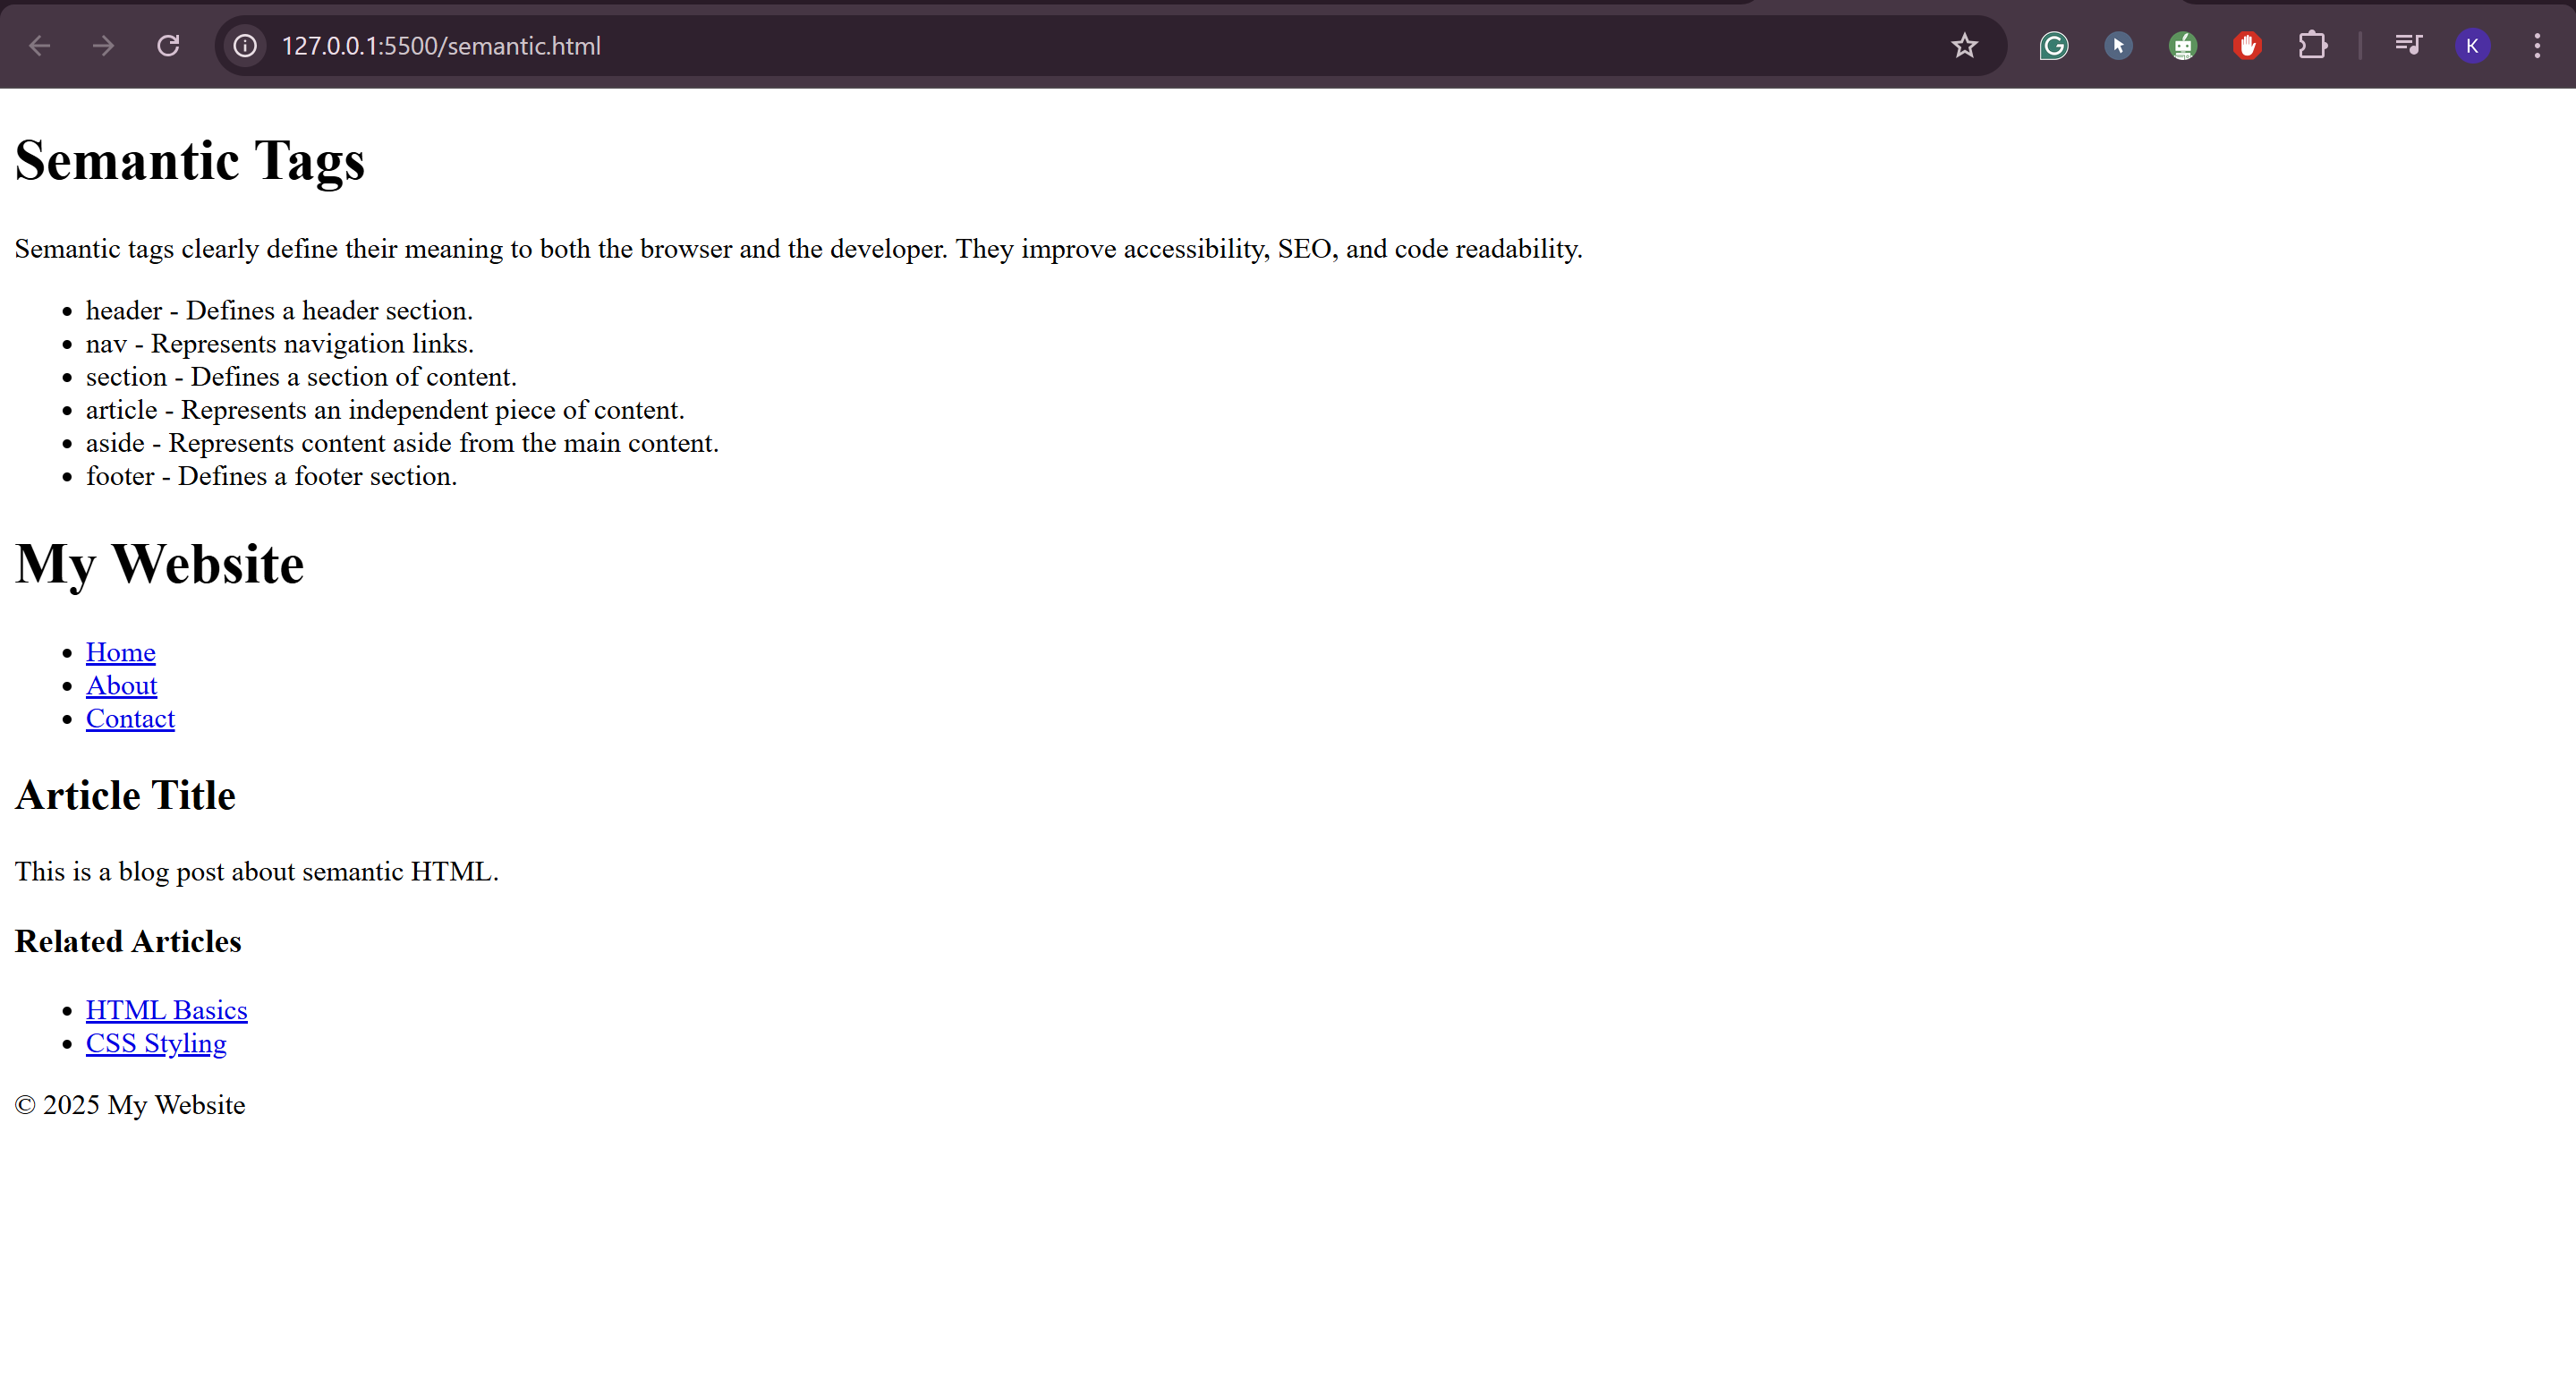 127.0.0.1:5500/semantic.html
K
Semantic Tags
Semantic tags clearly define their meaning to both the browser and the developer. They improve accessibility, SEO, and code readability.
• header - Defines a header section.
• nav - Represents navigation links.
• section - Defines a section of content.
• article - Represents an independent piece of content.
• aside - Represents content aside from the main content.
• footer - Defines a footer section.
My Website
• Home
• About
• Contact
Article Title
This is a blog post about semantic HTML.
Related Articles
• HTML Basics
• CSS Styling
© 2025 My Website